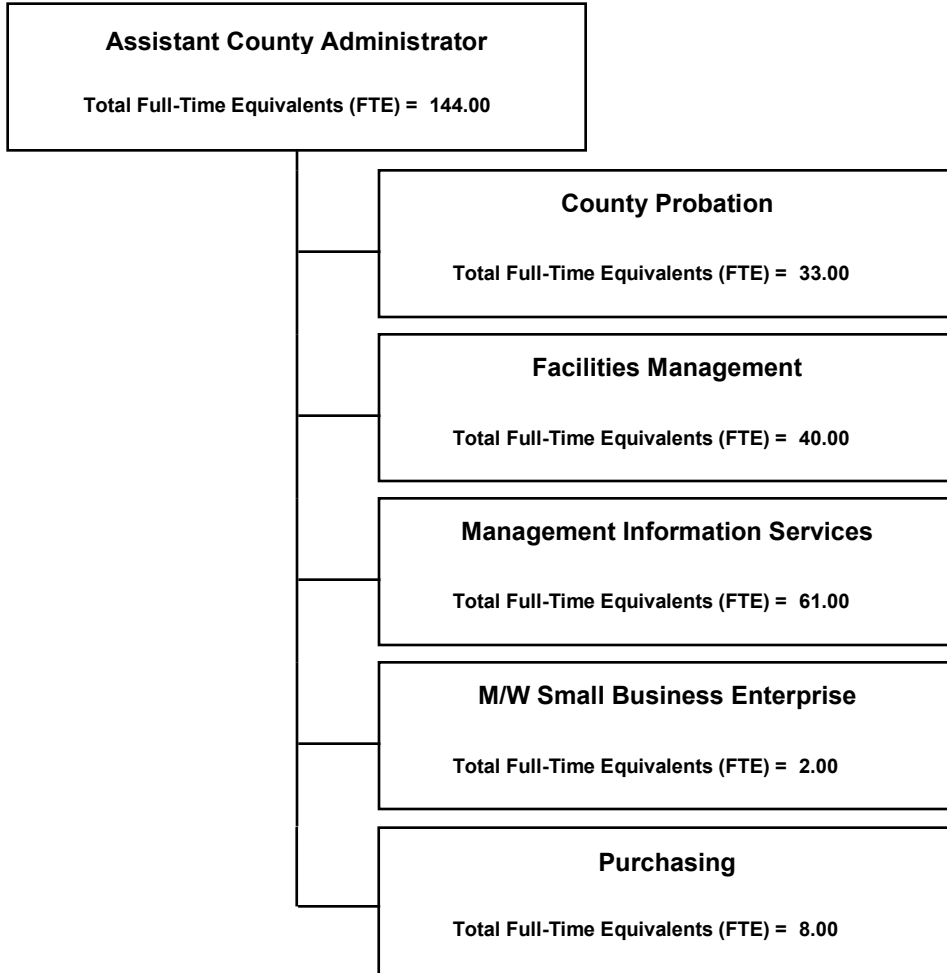 Assistant County Administrator
Total Full-Time Equivalents (FTE) = 144.00
County Probation
Total Full-Time Equivalents (FTE) = 33.00
Facilities Management
Total Full-Time Equivalents (FTE) = 40.00
Management Information Services
Total Full-Time Equivalents (FTE) = 61.00
M/W Small Business Enterprise
Total Full-Time Equivalents (FTE) = 2.00
Purchasing
Total Full-Time Equivalents (FTE) = 8.00